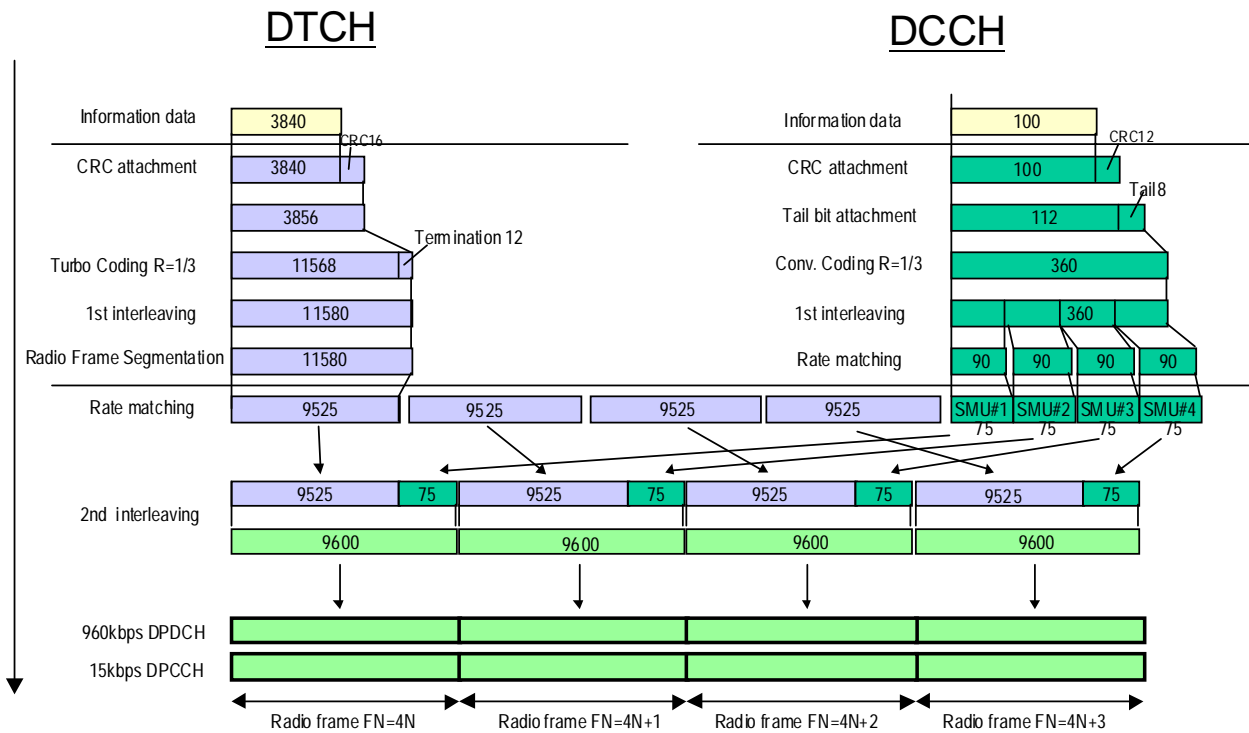 DTCH
DCCH
Information data
3840
Information data
100
CRC16
CRC12
CRC attachment
3840
CRC attachment
100
Tail8
3856
Tail bit attachment
112
Termination 12
Turbo Coding R=1/3
11568
Conv. Coding R=1/3
360
1st interleaving
11580
1st interleaving
360
Radio Frame Segmentation
11580
Rate matching
90
90
90
90
Rate matching
9525
9525
9525
9525
SMU#1
SMU#2
SMU#3
SMU#4
75
75
75
75
2nd interleaving
9525
75
9525
75
9525
75
9525
75
9600
9600
9600
9600
960kbps DPDCH
15kbps DPCCH
Radio frame FN=4N
Radio frame FN=4N+1
Radio frame FN=4N+2
Radio frame FN=4N+3